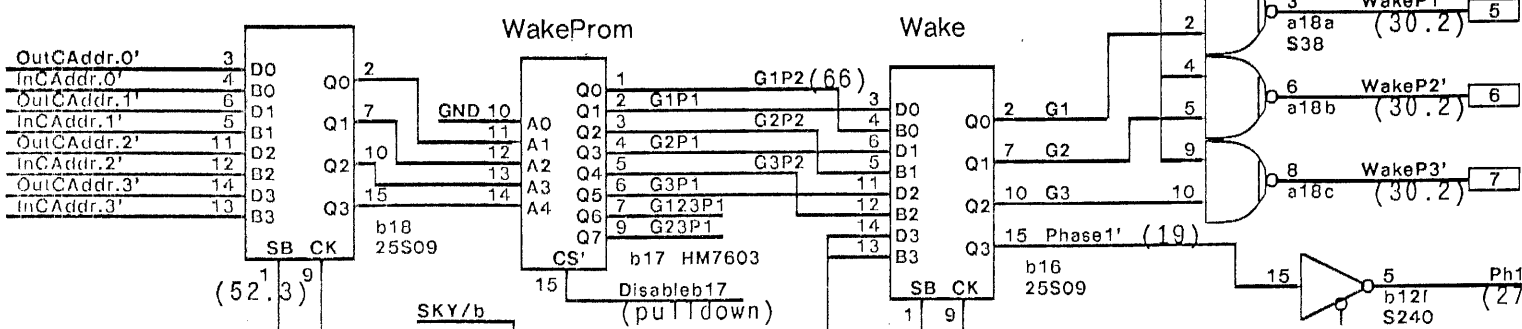 WakeProm
Wake
OutCAddr.0' 3 D0
InCAddr.0' 4 B0
OutCAddr.1' 6 D1
InCAddr.1' 5 B1
OutCAddr.2' 11 D2
InCAddr.2' 12 B2
OutCAddr.3' 14 D3
InCAddr.3' 13 B3
Q0 2
Q1 7
Q2 10
Q3 15
SB CK
1 9
(52.3)
b18
25S09
GND 10 A0
11 A1
12 A2
13 A3
14 A4
Q0 1 G1P2 (66)
Q1 2 G1P1
Q2 3 G2P2
Q3 4 G2P1
Q4 5 G3P2
Q5 6 G3P1
Q6 7 G123P1
Q7 9 G23P1
CS'
15
b17 HM7603
Disableb17
(pulldown)
SKY/b
3 D0
4 B0
6 D1
5 B1
11 D2
12 B2
14 D3
13 B3
Q0 2 G1
Q1 7 G2
Q2 10 G3
Q3 15 Phase1' (19)
SB CK
1 9
b16
25S09
2
3 WakeP1
a18a (30.2) 5
S38
4
5
6 WakeP2'
a18b (30.2) 6
9
10
8 WakeP3'
a18c (30.2) 7
15
5 Ph1
b12f (27
S240